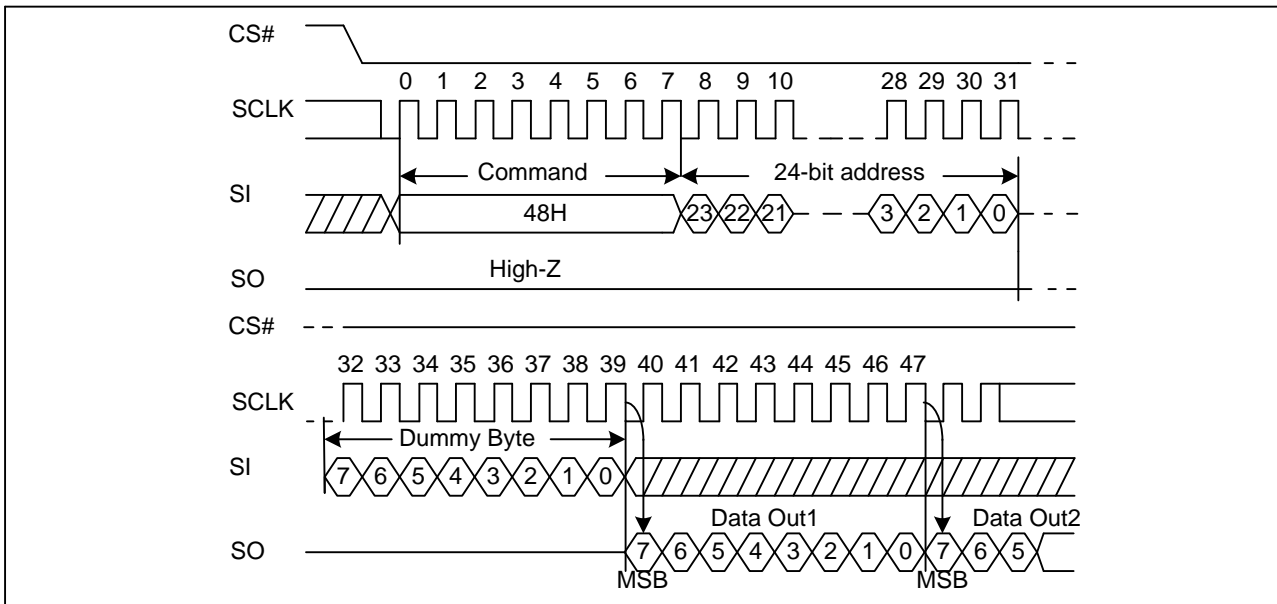 CS#
0 1 2 3 4 5 6 7 8 9 10 28 29 30 31
SCLK
Command 24-bit address
SI
48H 23 22 21 3 2 1 0
High-Z
SO
CS#
32 33 34 35 36 37 38 39 40 41 42 43 44 45 46 47
SCLK
Dummy Byte
SI
7 6 5 4 3 2 1 0
Data Out1 Data Out2
SO
7 6 5 4 3 2 1 0 7 6 5
MSB MSB